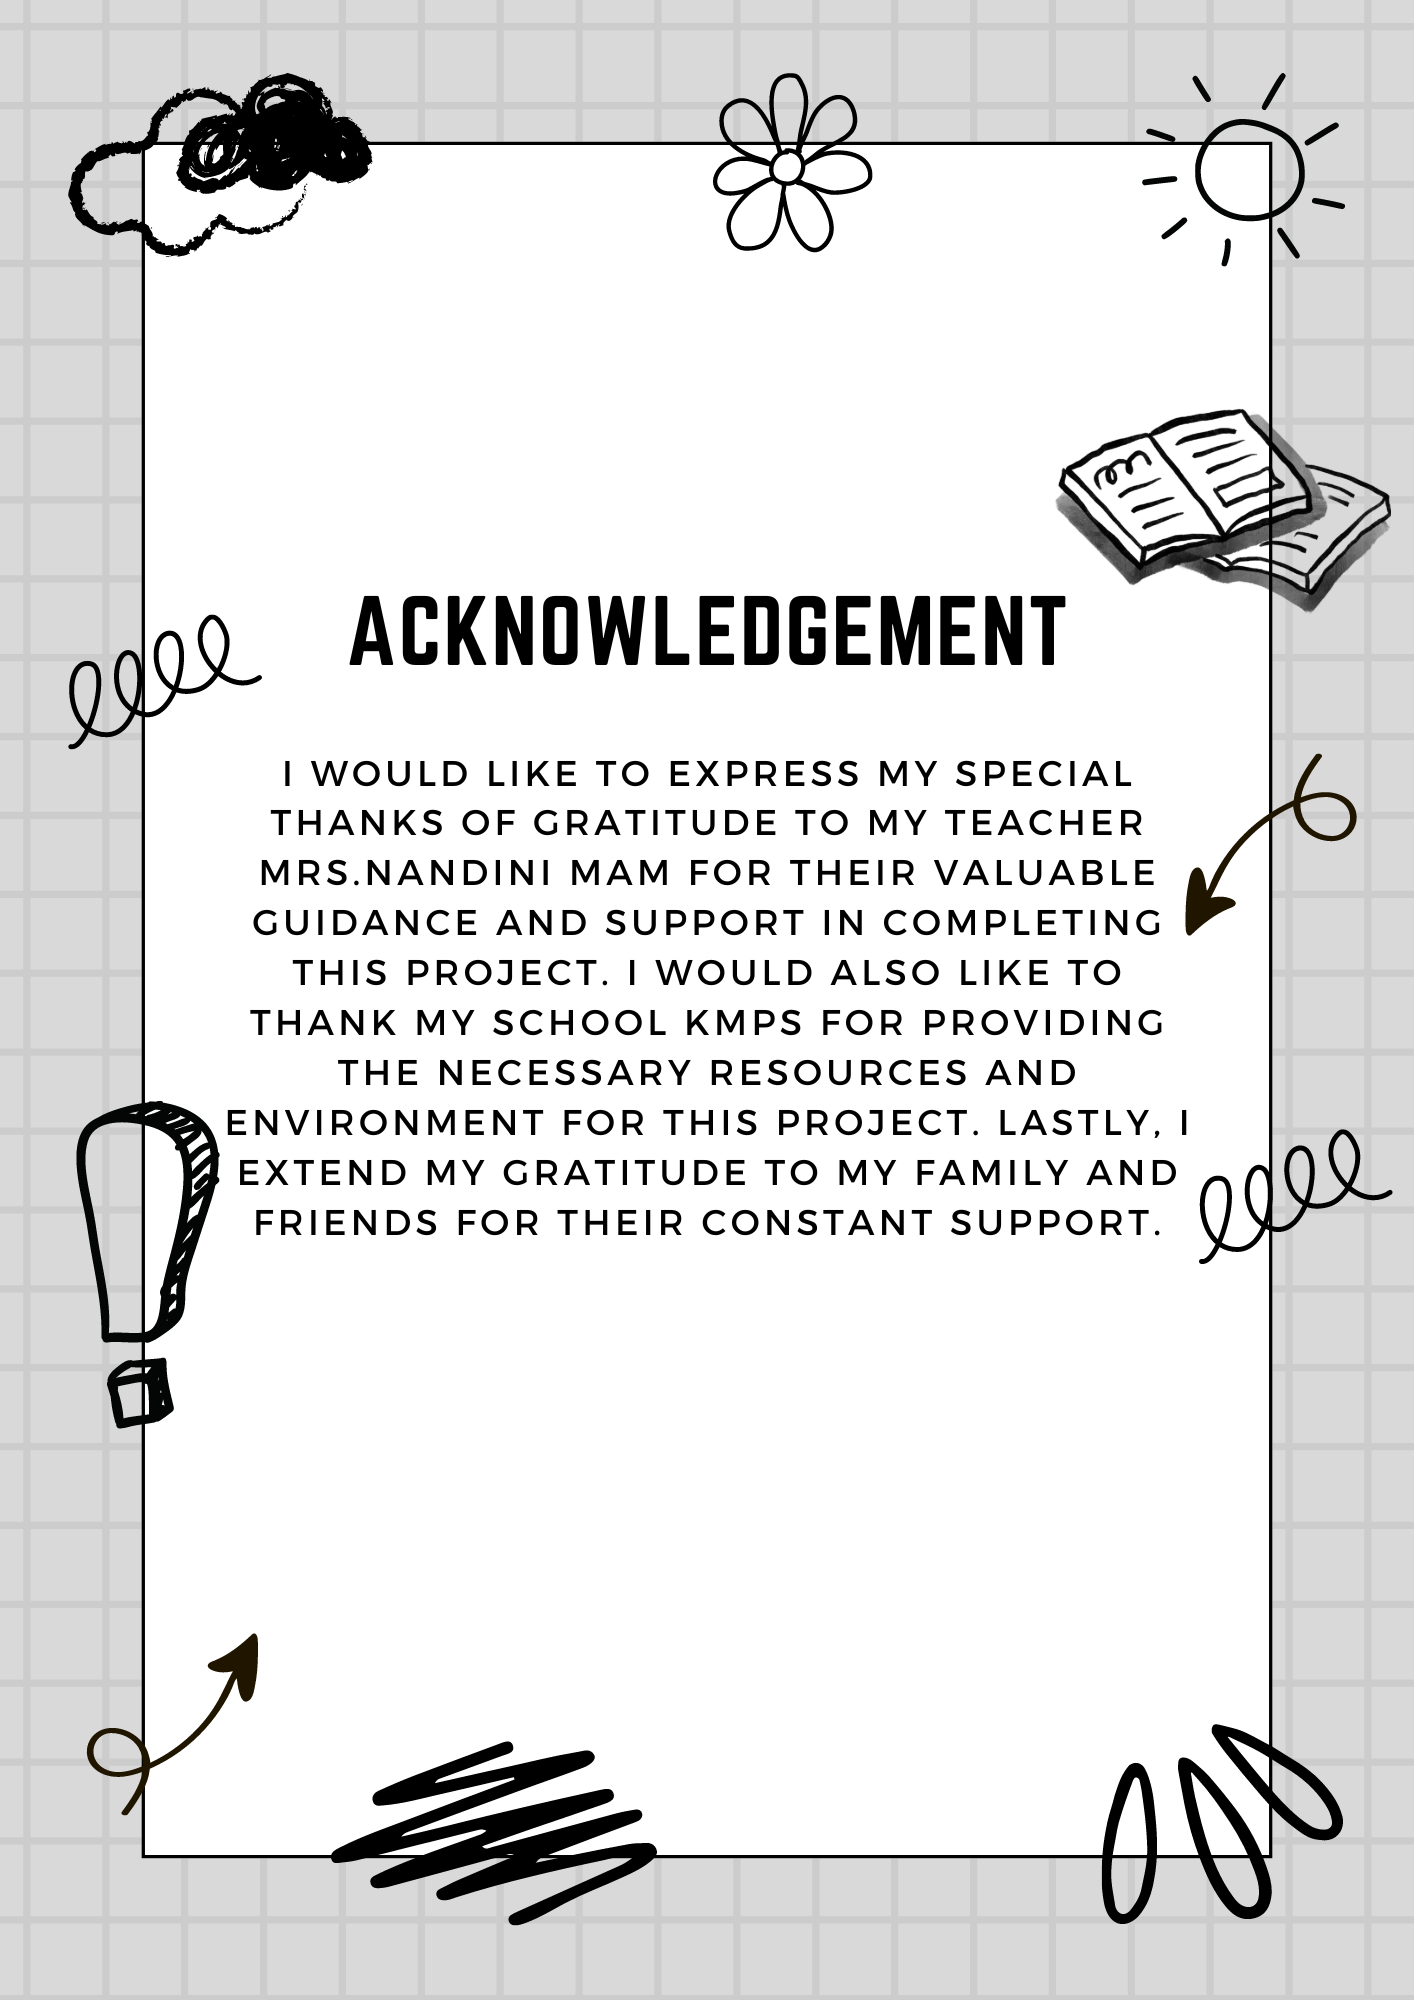 ACKNOWLEDGEMENT
I WOULD LIKE TO EXPRESS MY SPECIAL
THANKS OF GRATITUDE TO MY TEACHER
MRS.NANDINI MAM FOR THEIR VALUABLE
GUIDANCE AND SUPPORT IN COMPLETING
THIS PROJECT. I WOULD ALSO LIKE TO
THANK MY SCHOOL KMPS FOR PROVIDING
THE NECESSARY RESOURCES AND
ENVIRONMENT FOR THIS PROJECT. LASTLY, I
EXTEND MY GRATITUDE TO MY FAMILY AND
FRIENDS FOR THEIR CONSTANT SUPPORT.